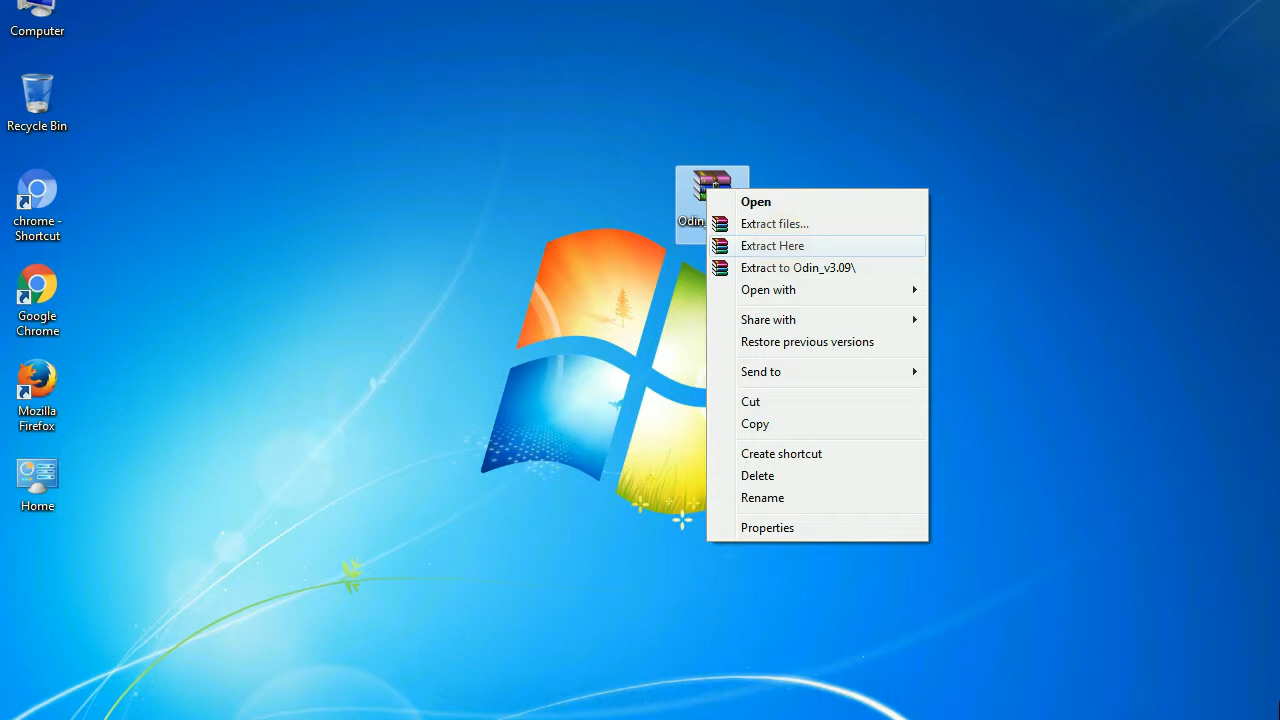 Computer
Recycle Bin
chrome -
Shortcut
Google
Chrome
Mozilla
Firefox
Home
Open
Extract files...
Extract Here
Extract to Odin_v3.09\
Open with
Share with
Restore previous versions
Send to
Cut
Copy
Create shortcut
Delete
Rename
Properties